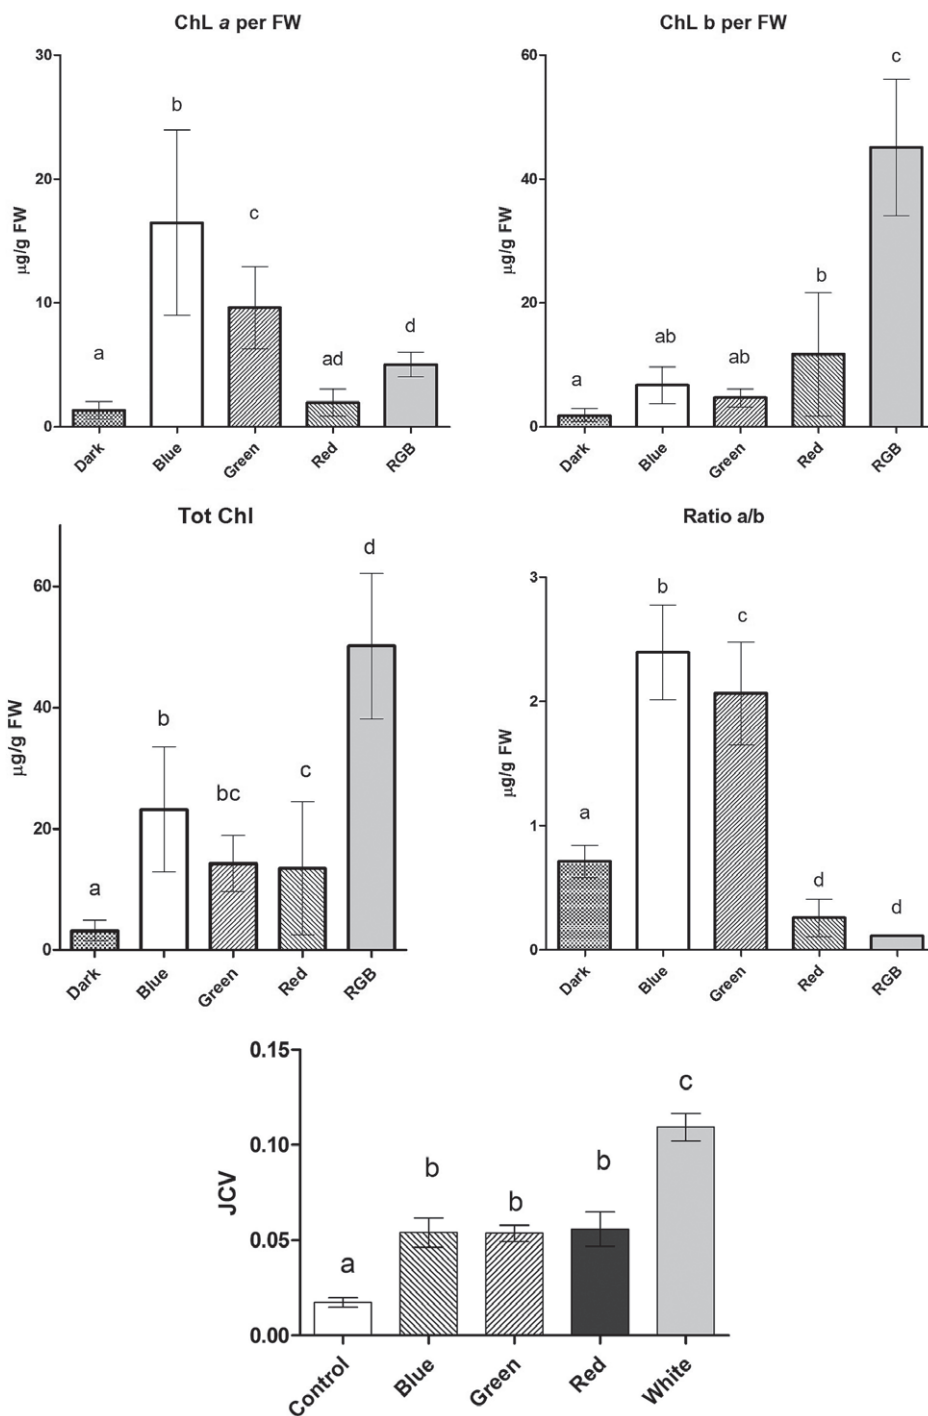 ChL a per FW
30
20
10
0
μg/g FW
a
b
c
ad
d
Dark
Blue
Green
Red
RGB
ChL b per FW
60
40
20
0
μg/g FW
a
ab
ab
b
c
Dark
Blue
Green
Red
RGB
Tot Chl
60
40
20
0
μg/g FW
a
b
bc
c
d
Dark
Blue
Green
Red
RGB
Ratio a/b
3
2
1
0
μg/g FW
a
b
c
d
d
Dark
Blue
Green
Red
RGB
0.15
0.10
0.05
0.00
JCV
a
b
b
b
c
Control
Blue
Green
Red
White